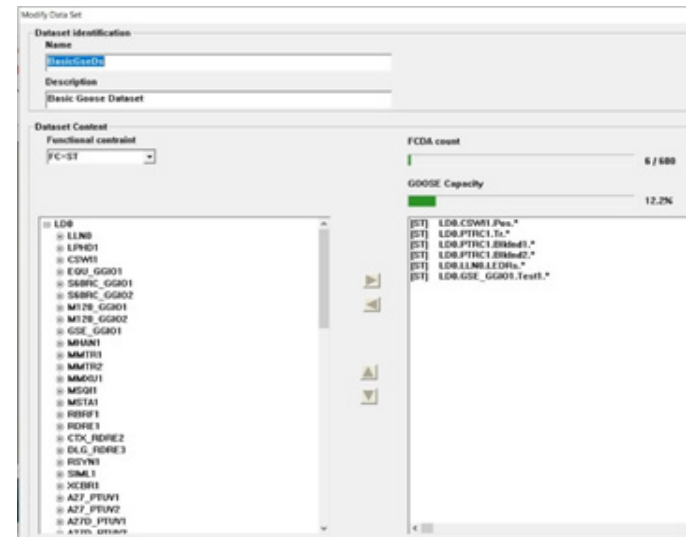 Modify Data Set
Dataset identification
Name
BasicGseDs
Description
Basic Goose Dataset
Dataset Content
Functional contraint
FC=ST
FCDA count
6 / 600
GOOSE Capacity
12.2%
LD0
LLN0
LPHD1
CSWI1
EQU_GGIO1
S68RC_GGIO1
S68RC_GGIO2
M128_GGIO1
M128_GGIO2
GSE_GGIO1
MHAN1
MMTR1
MMTR2
MMXU1
MSQI1
MSTA1
RBRF1
RDRE1
CTX_RDRE2
DLG_RDRE3
RSYN1
SIML1
XCBR1
A27_PTUV1
A27_PTUV2
A27D_PTUV1
A27D_PTUV2
[ST] LD0.CSWI1.Pos.*
[ST] LD0.PTRC1.Tr.*
[ST] LD0.PTRC1.BlkInd1.*
[ST] LD0.PTRC1.BlkInd2.*
[ST] LD0.LLN0.LEDRs.*
[ST] LD0.GSE_GGIO1.Test1.*